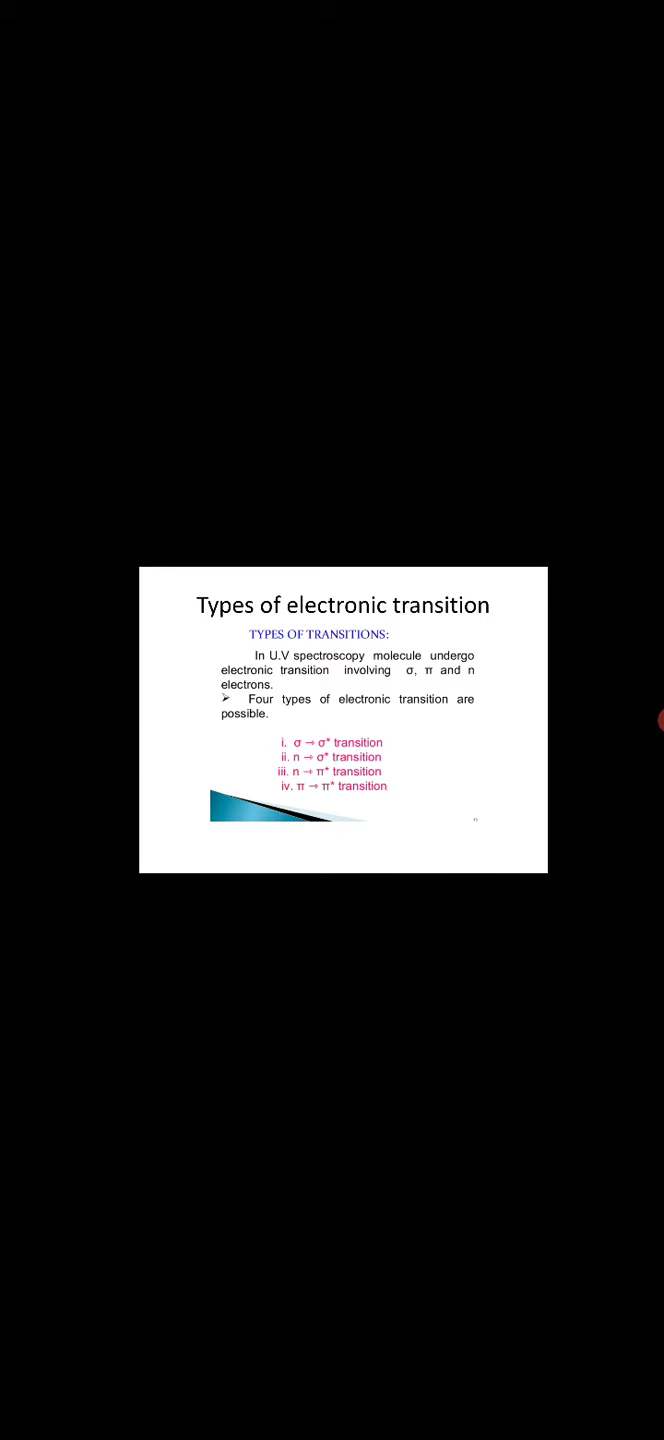 Types of electronic transition
TYPES OF TRANSITIONS:
In U.V spectroscopy molecule undergo
electronic transition involving σ, π and n
electrons.
➢ Four types of electronic transition are
possible.
i. σ → σ* transition
ii. n → σ* transition
iii. n → π* transition
iv. π → π* transition